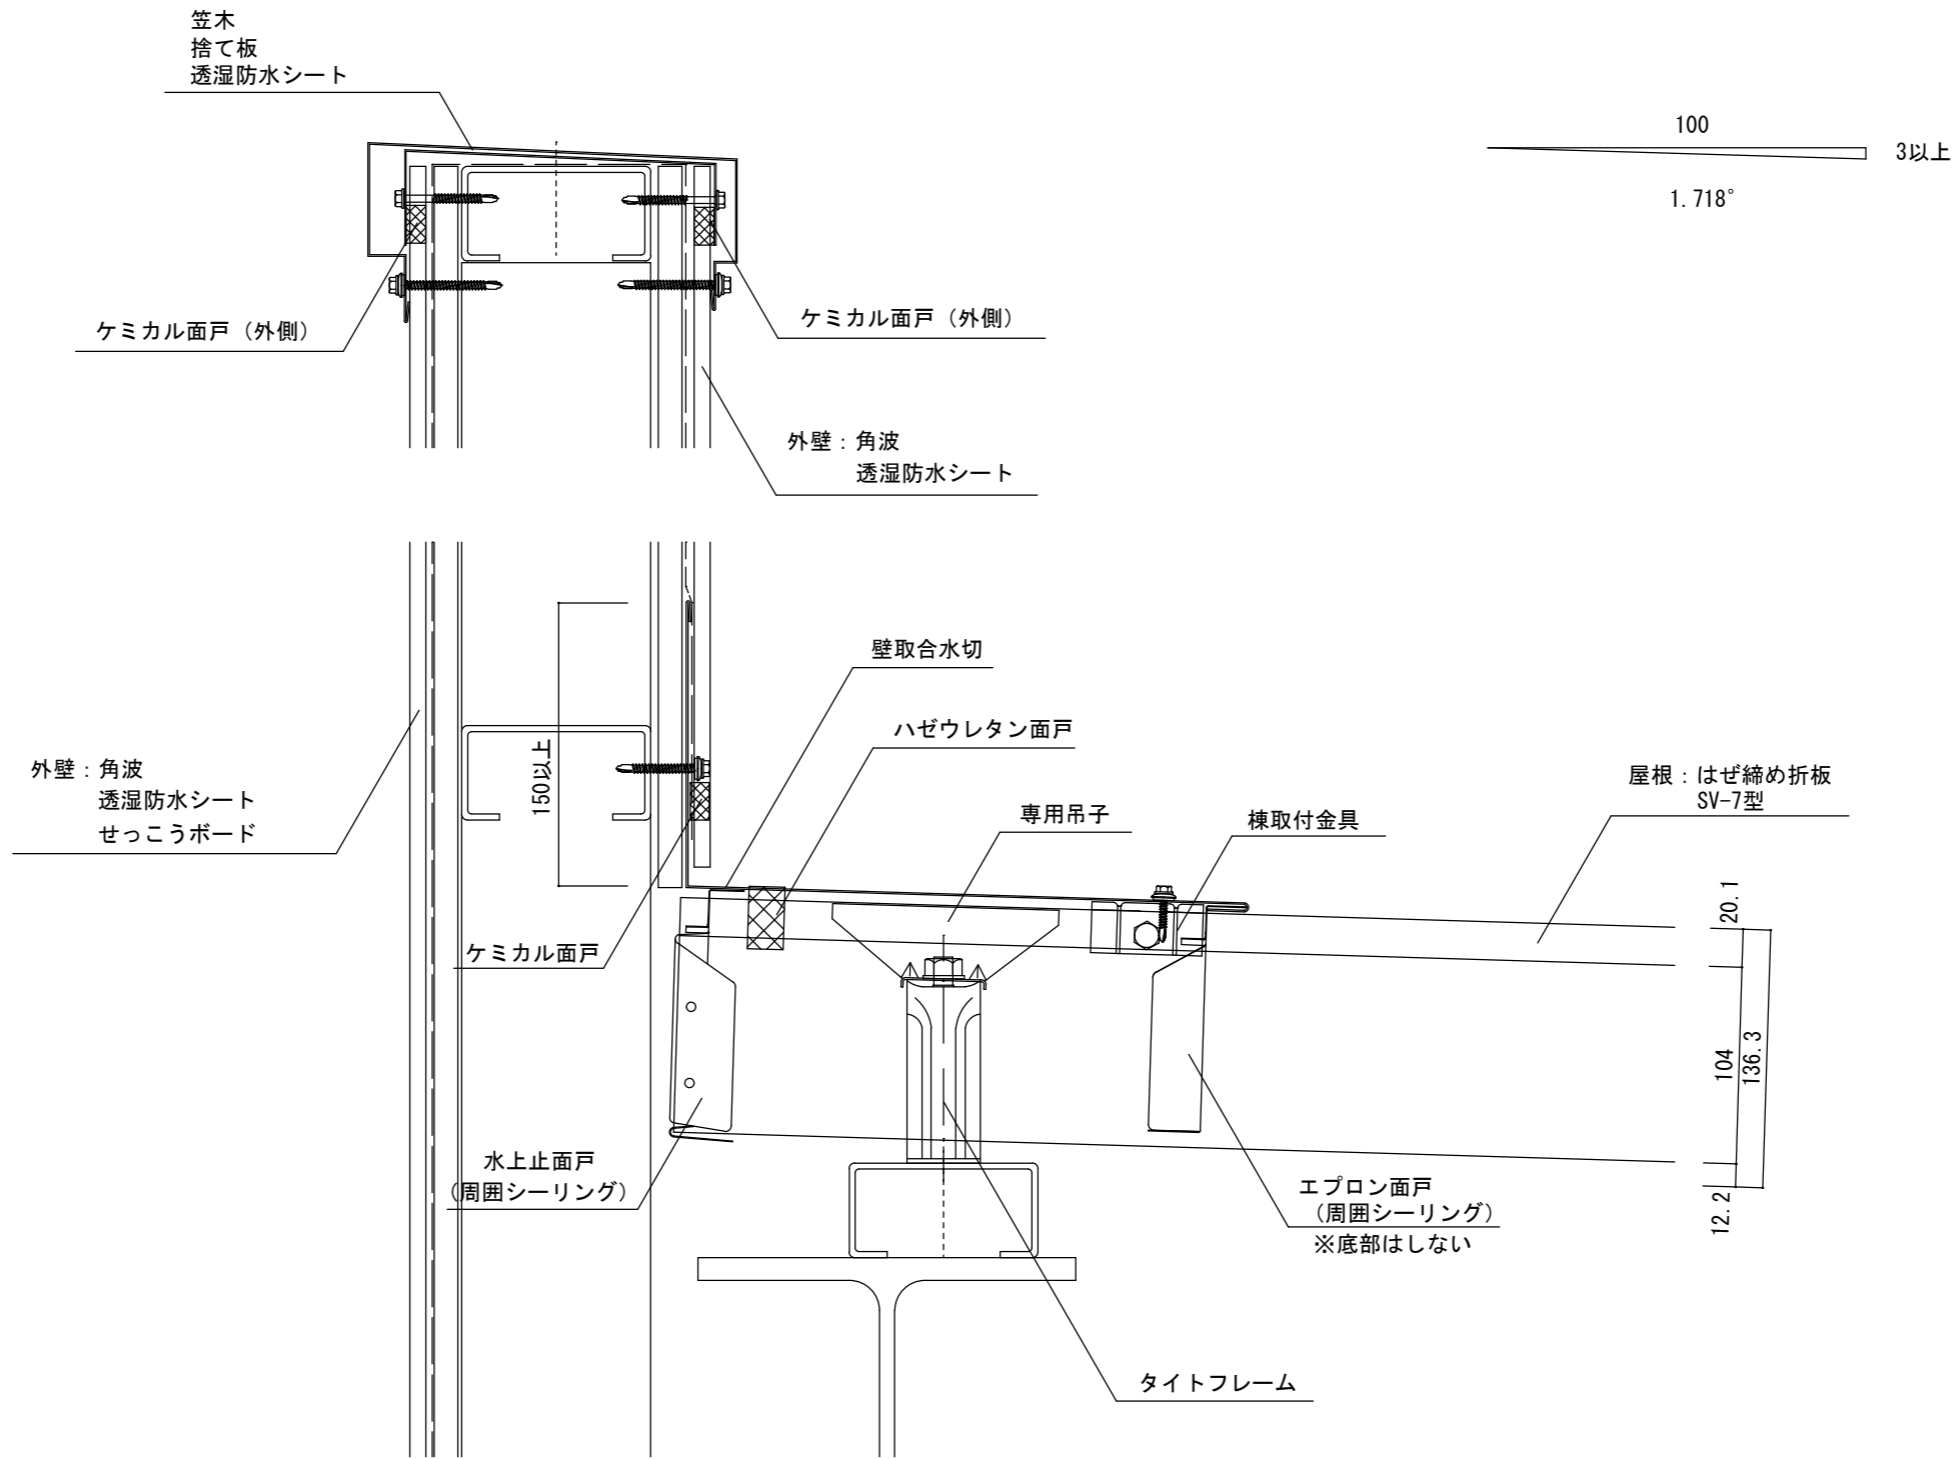 笠木
捨て板
透湿防水シート
100
3以上
1.718°
ケミカル面戸（外側）
ケミカル面戸（外側）
外壁：角波
透湿防水シート
壁取合水切
ハゼウレタン面戸
150以上
外壁：角波
透湿防水シート
せっこうボード
専用吊子
棟取付金具
屋根：はぜ締め折板
SV-7型
20.1
ケミカル面戸
104
136.3
12.2
水上止面戸
（周囲シーリング）
エプロン面戸
（周囲シーリング）
※底部はしない
タイトフレーム